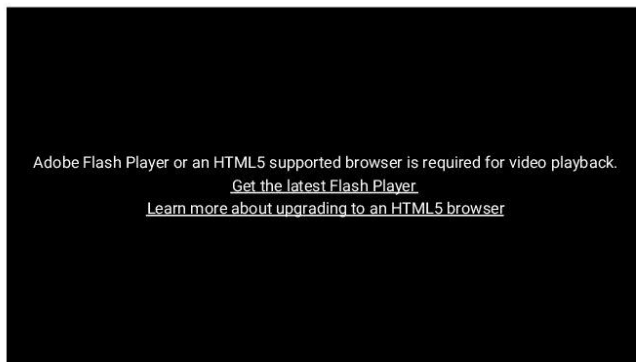 Adobe Flash Player or an HTML5 supported browser is required for video playback.
Get the latest Flash Player
Learn more about upgrading to an HTML5 browser